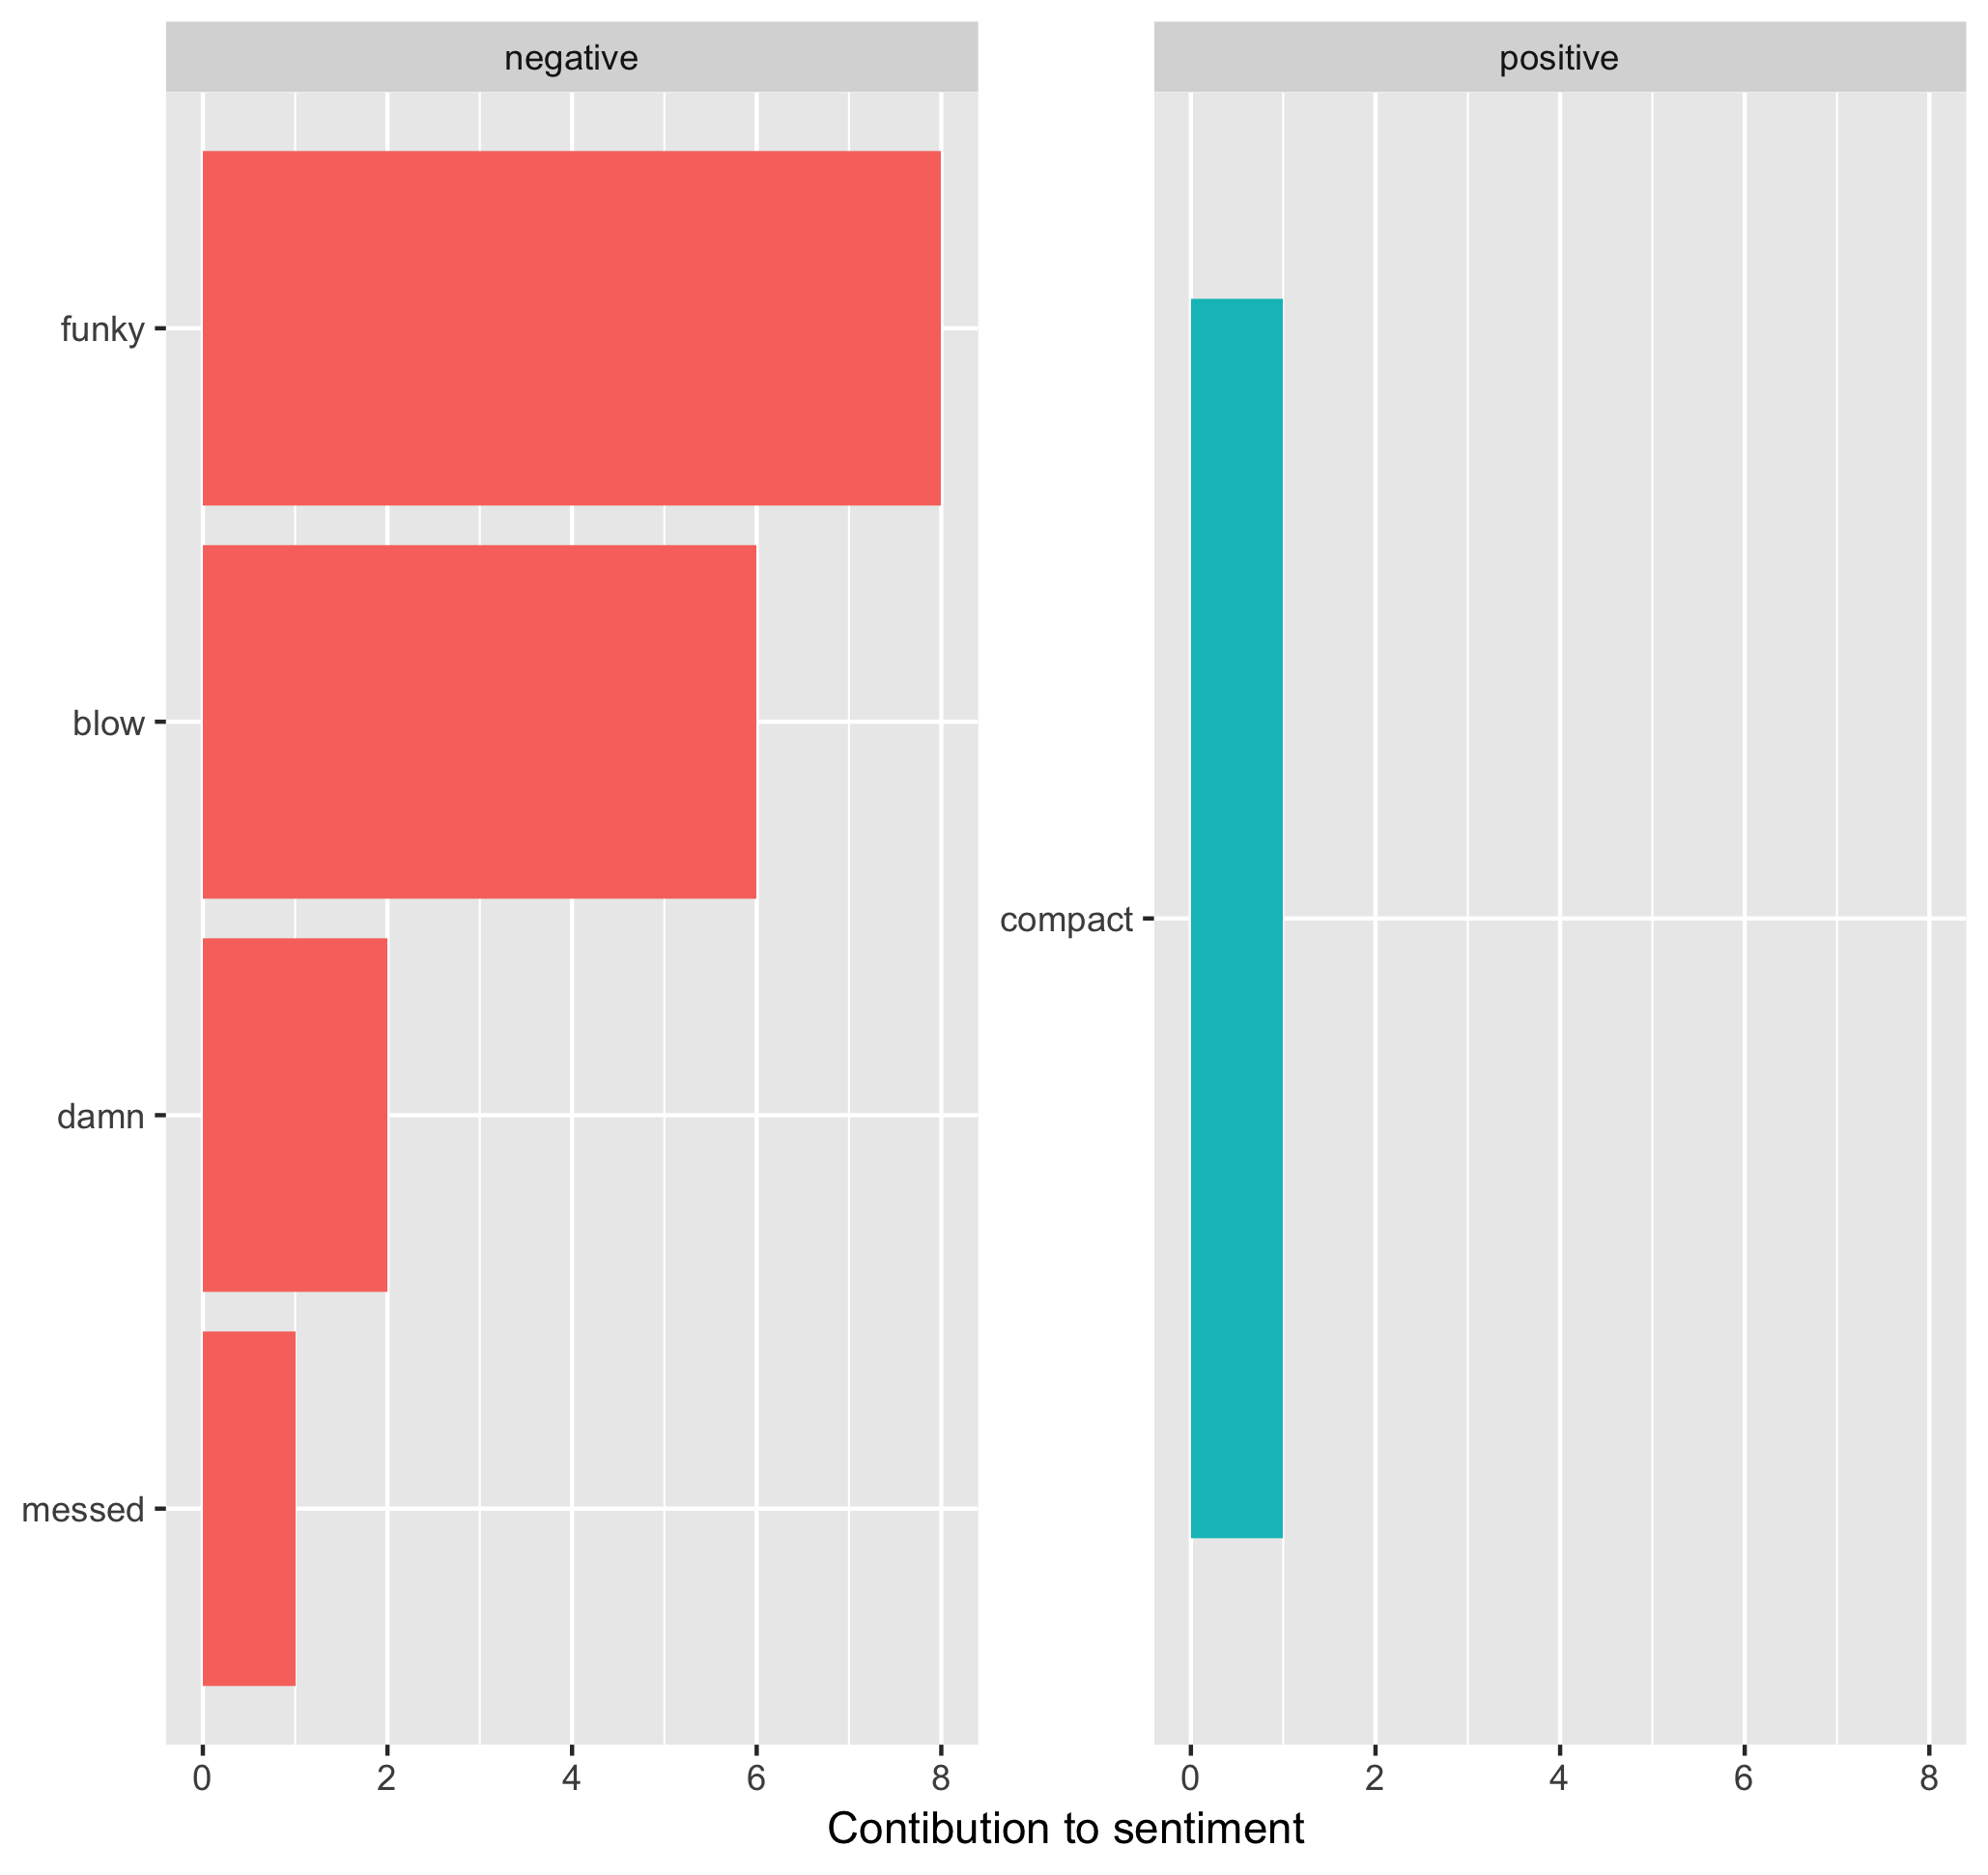 negative
positive
funky
blow
damn
messed
compact
0 2 4 6 8
0 2 4 6 8
Contibution to sentiment